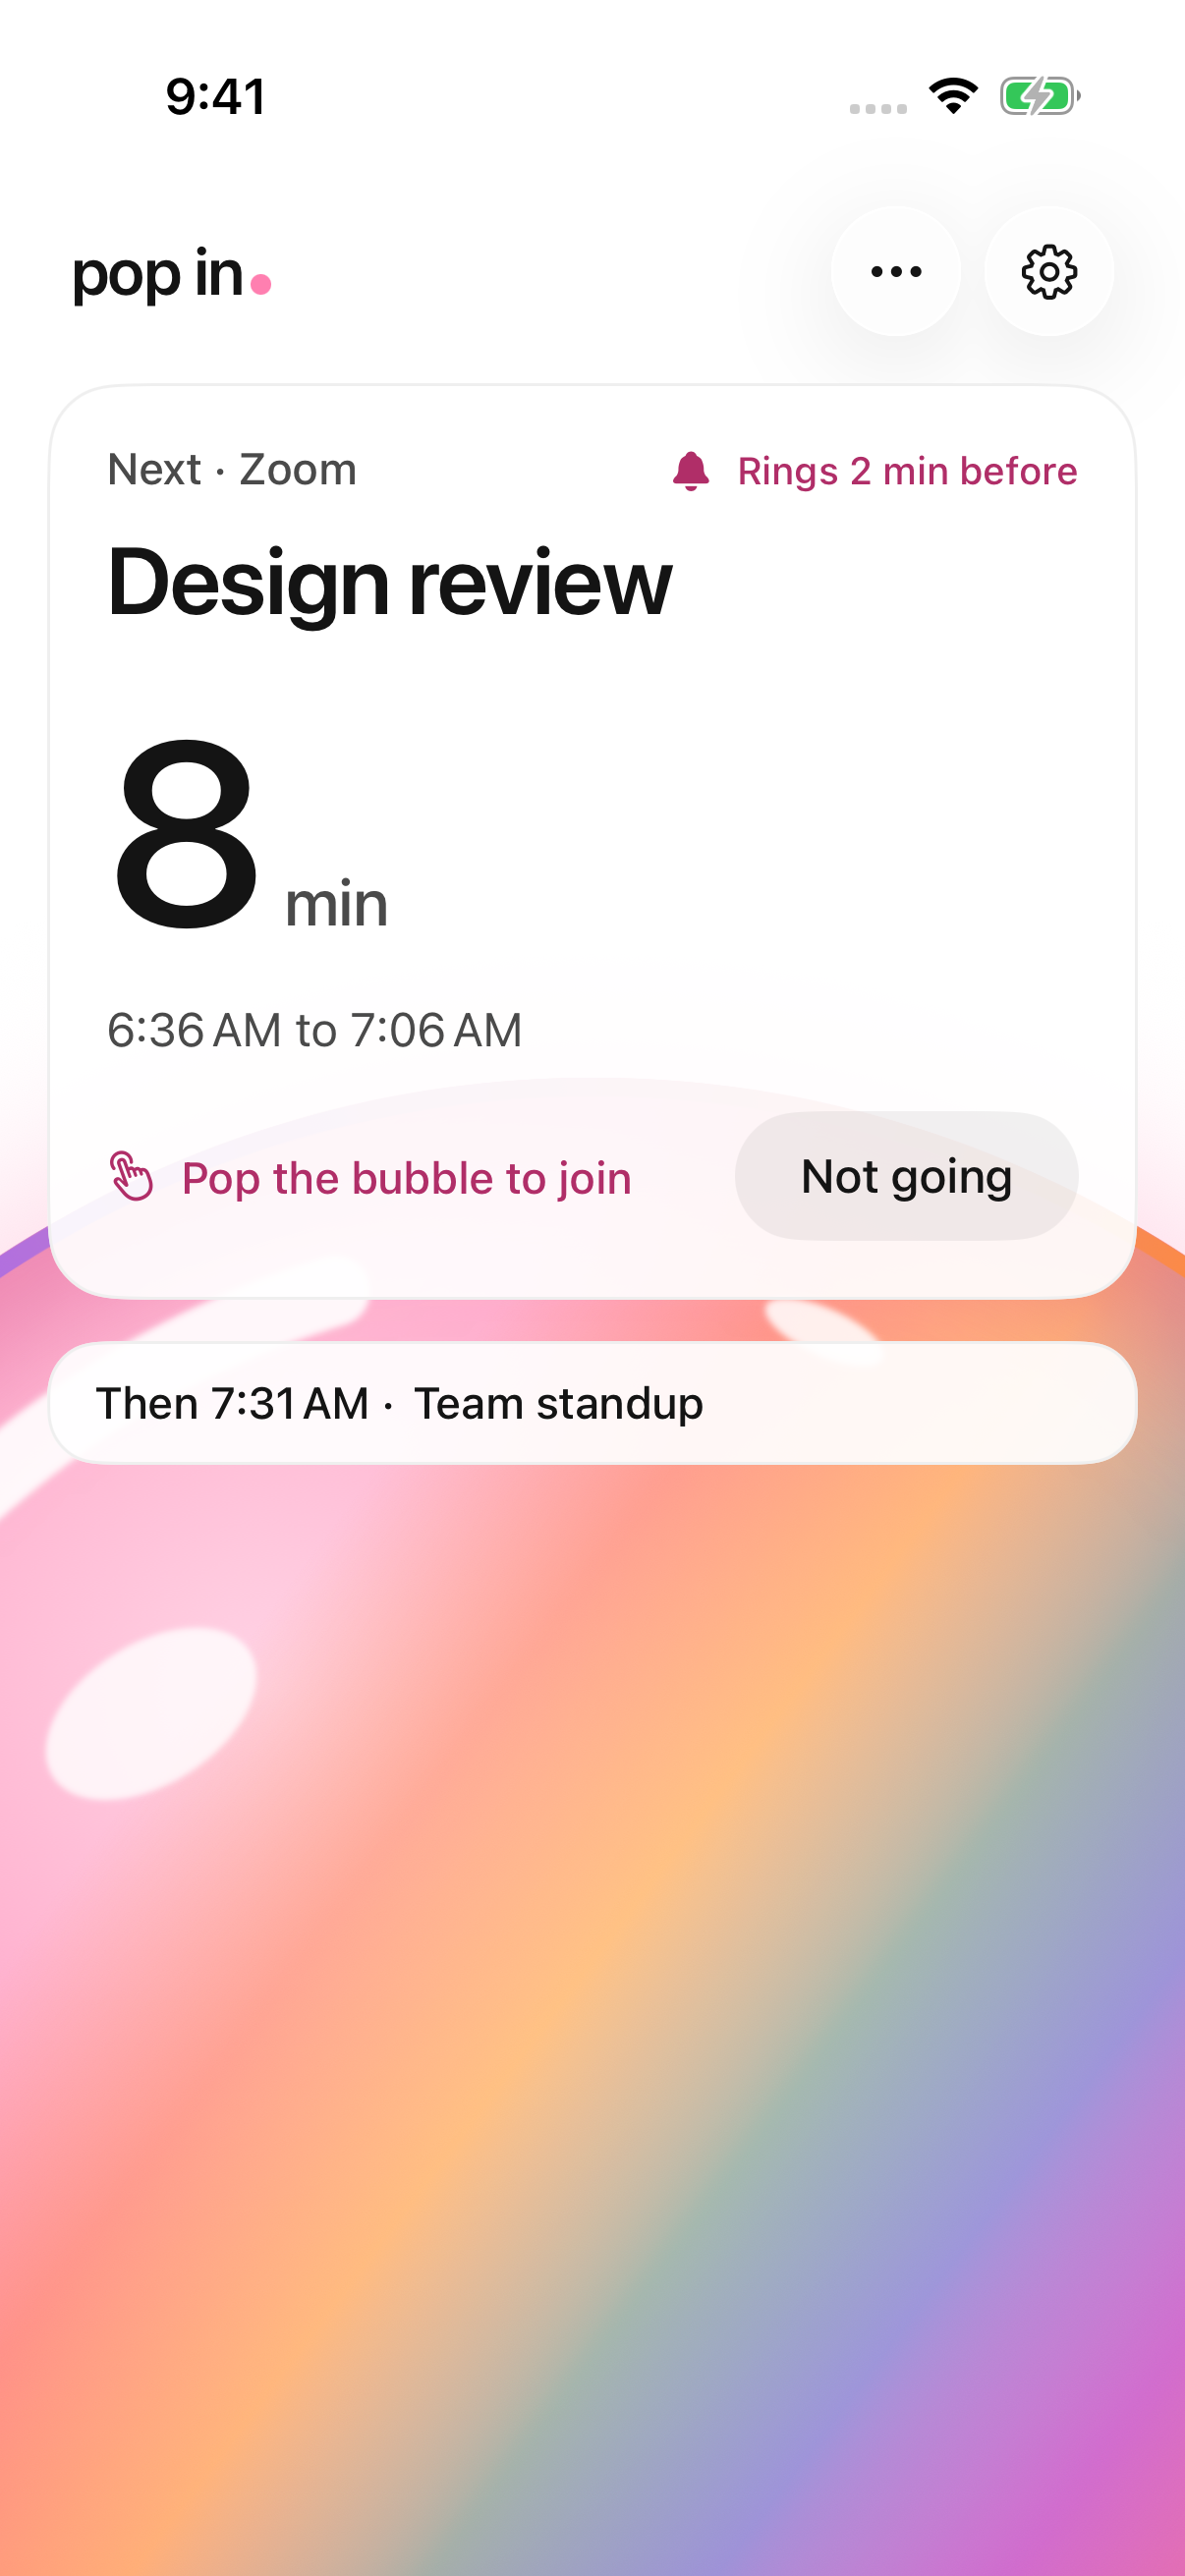 9:41
pop in
Next · Zoom
Rings 2 min before
Design review
8 min
6:36 AM to 7:06 AM
Pop the bubble to join
Not going
Then 7:31 AM · Team standup